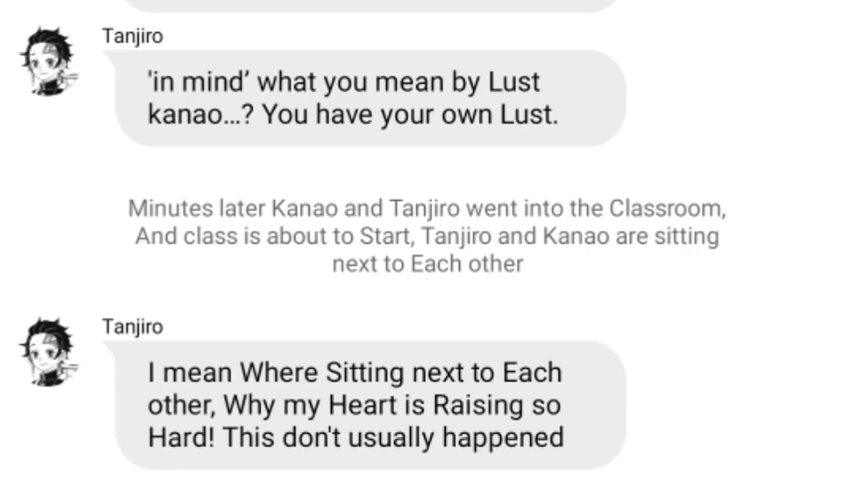 Tanjiro
'in mind’ what you mean by Lust
kanao...? You have your own Lust.
Minutes later Kanao and Tanjiro went into the Classroom,
And class is about to Start, Tanjiro and Kanao are sitting
next to Each other
Tanjiro
I mean Where Sitting next to Each
other, Why my Heart is Raising so
Hard! This don't usually happened